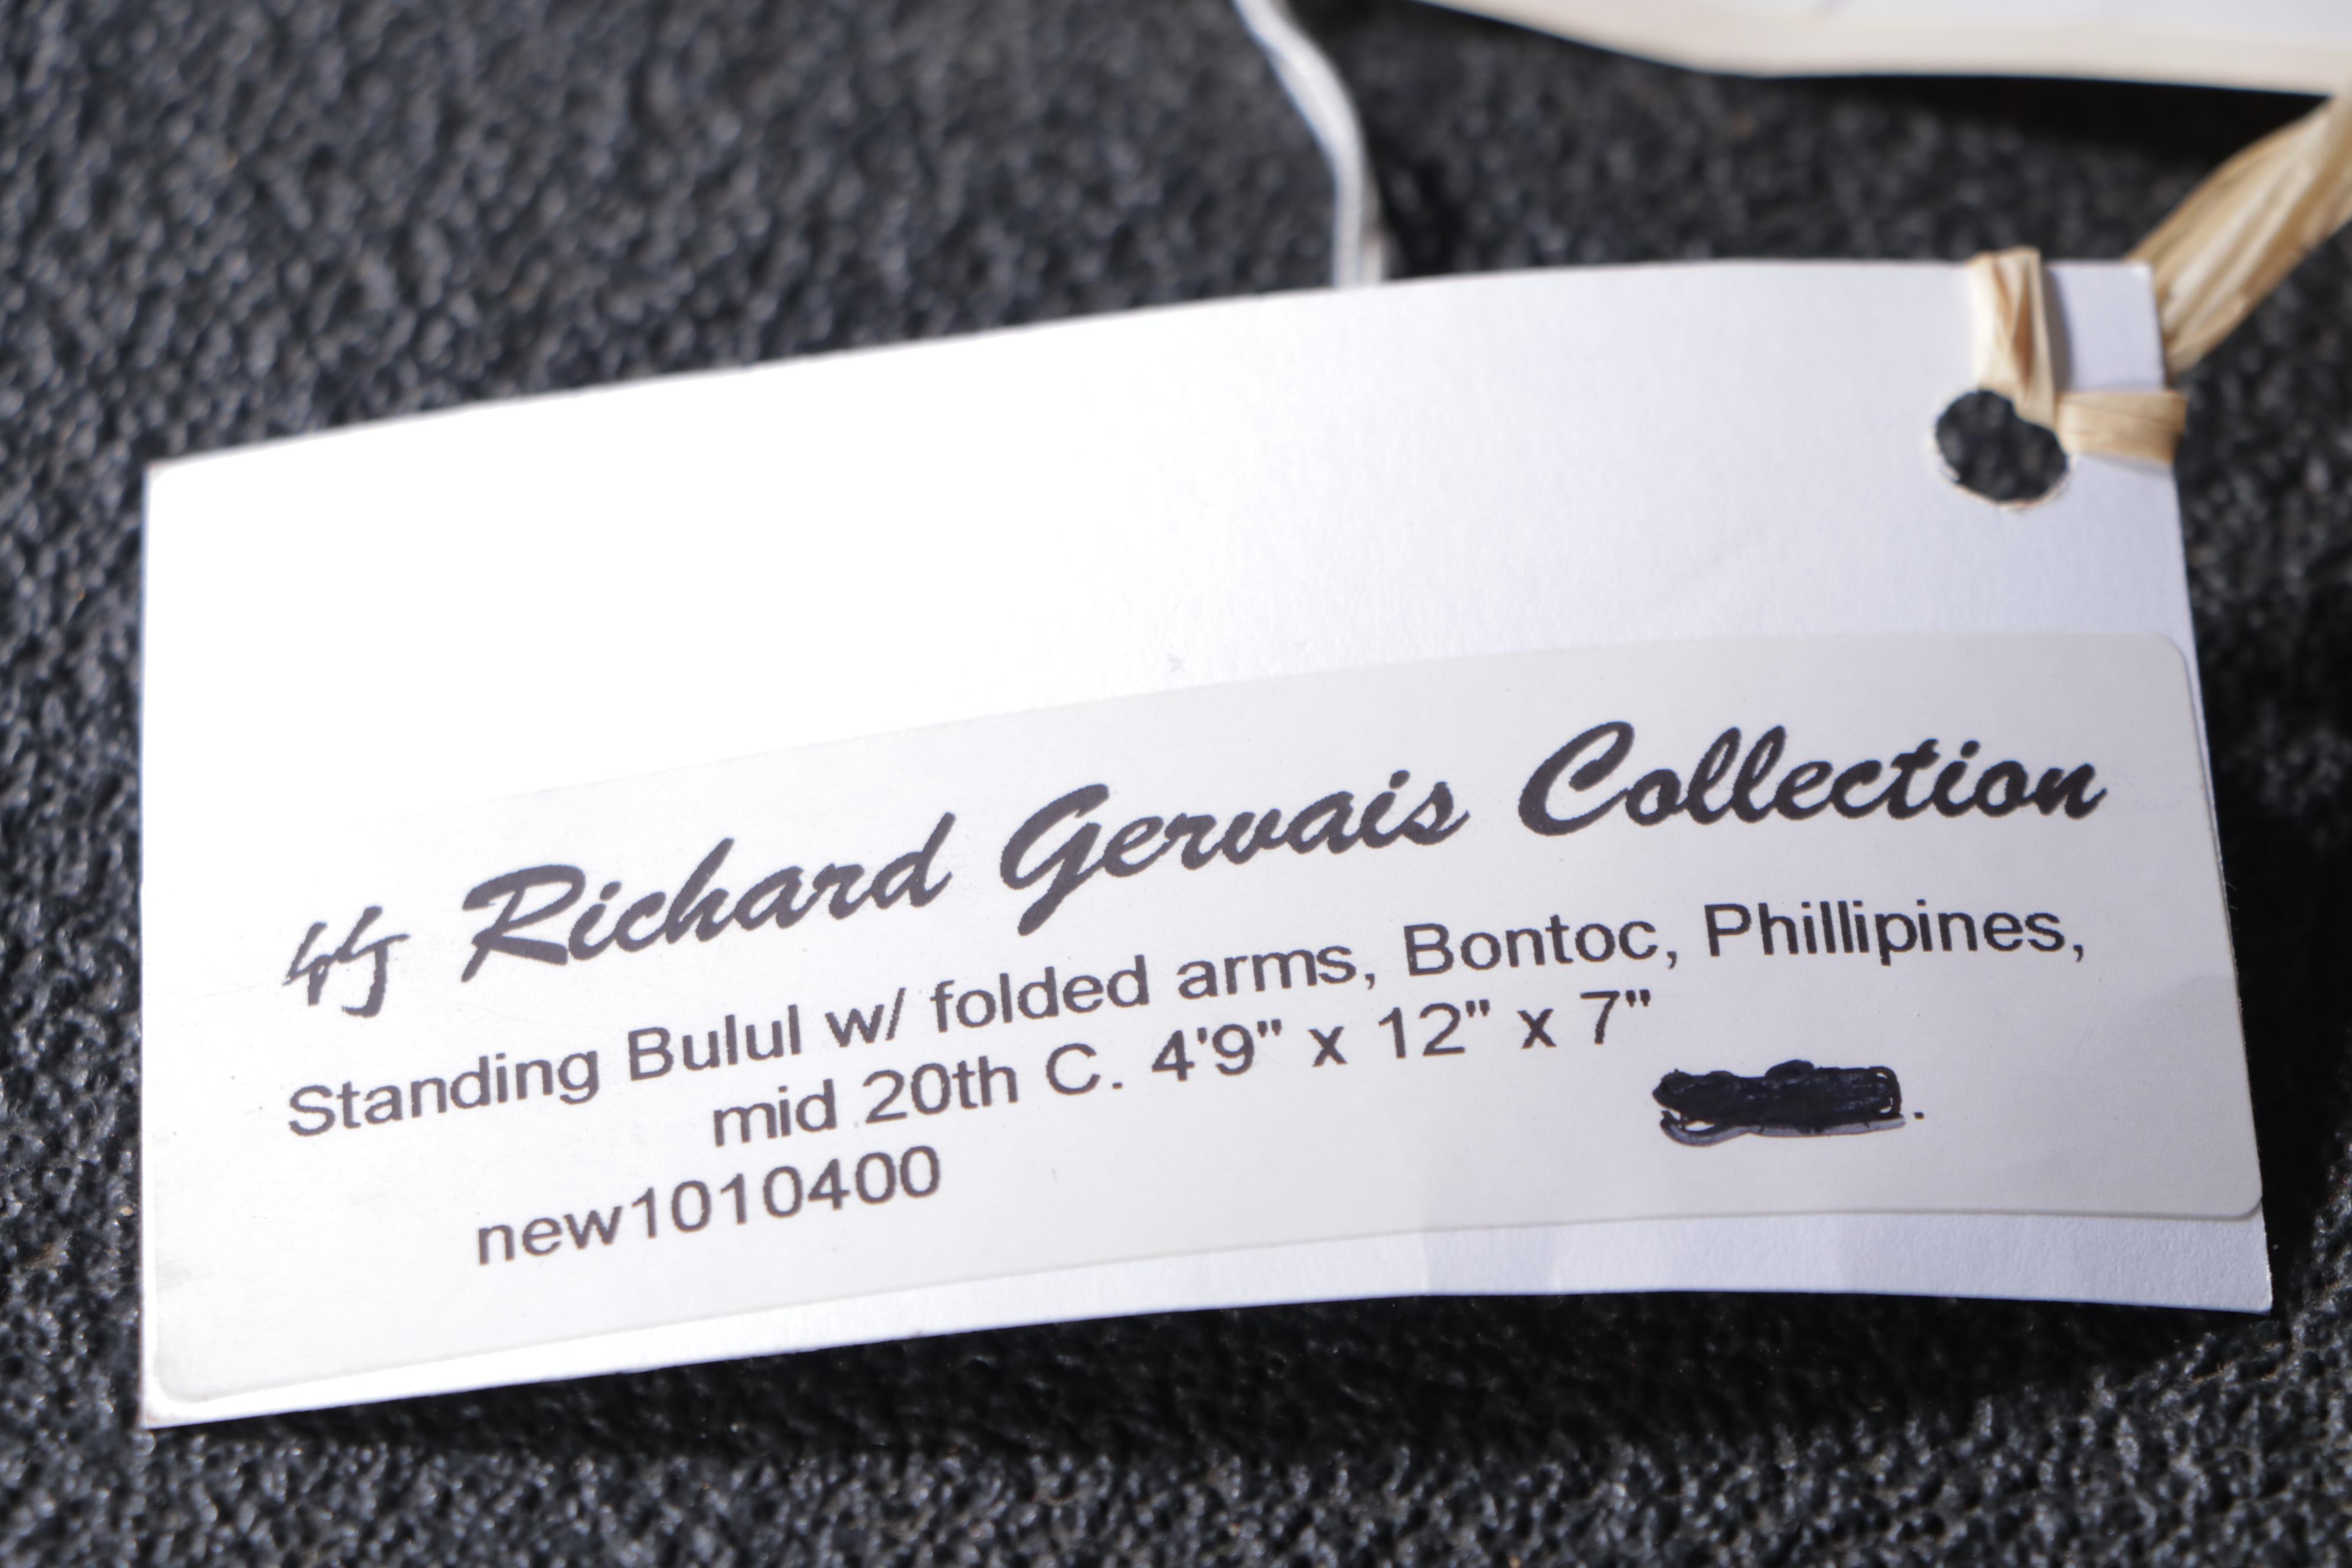 Richard Gervais Collection
Standing Bulul w/ folded arms, Bontoc, Phillipines,
mid 20th C. 4'9" x 12" x 7"
new1010400